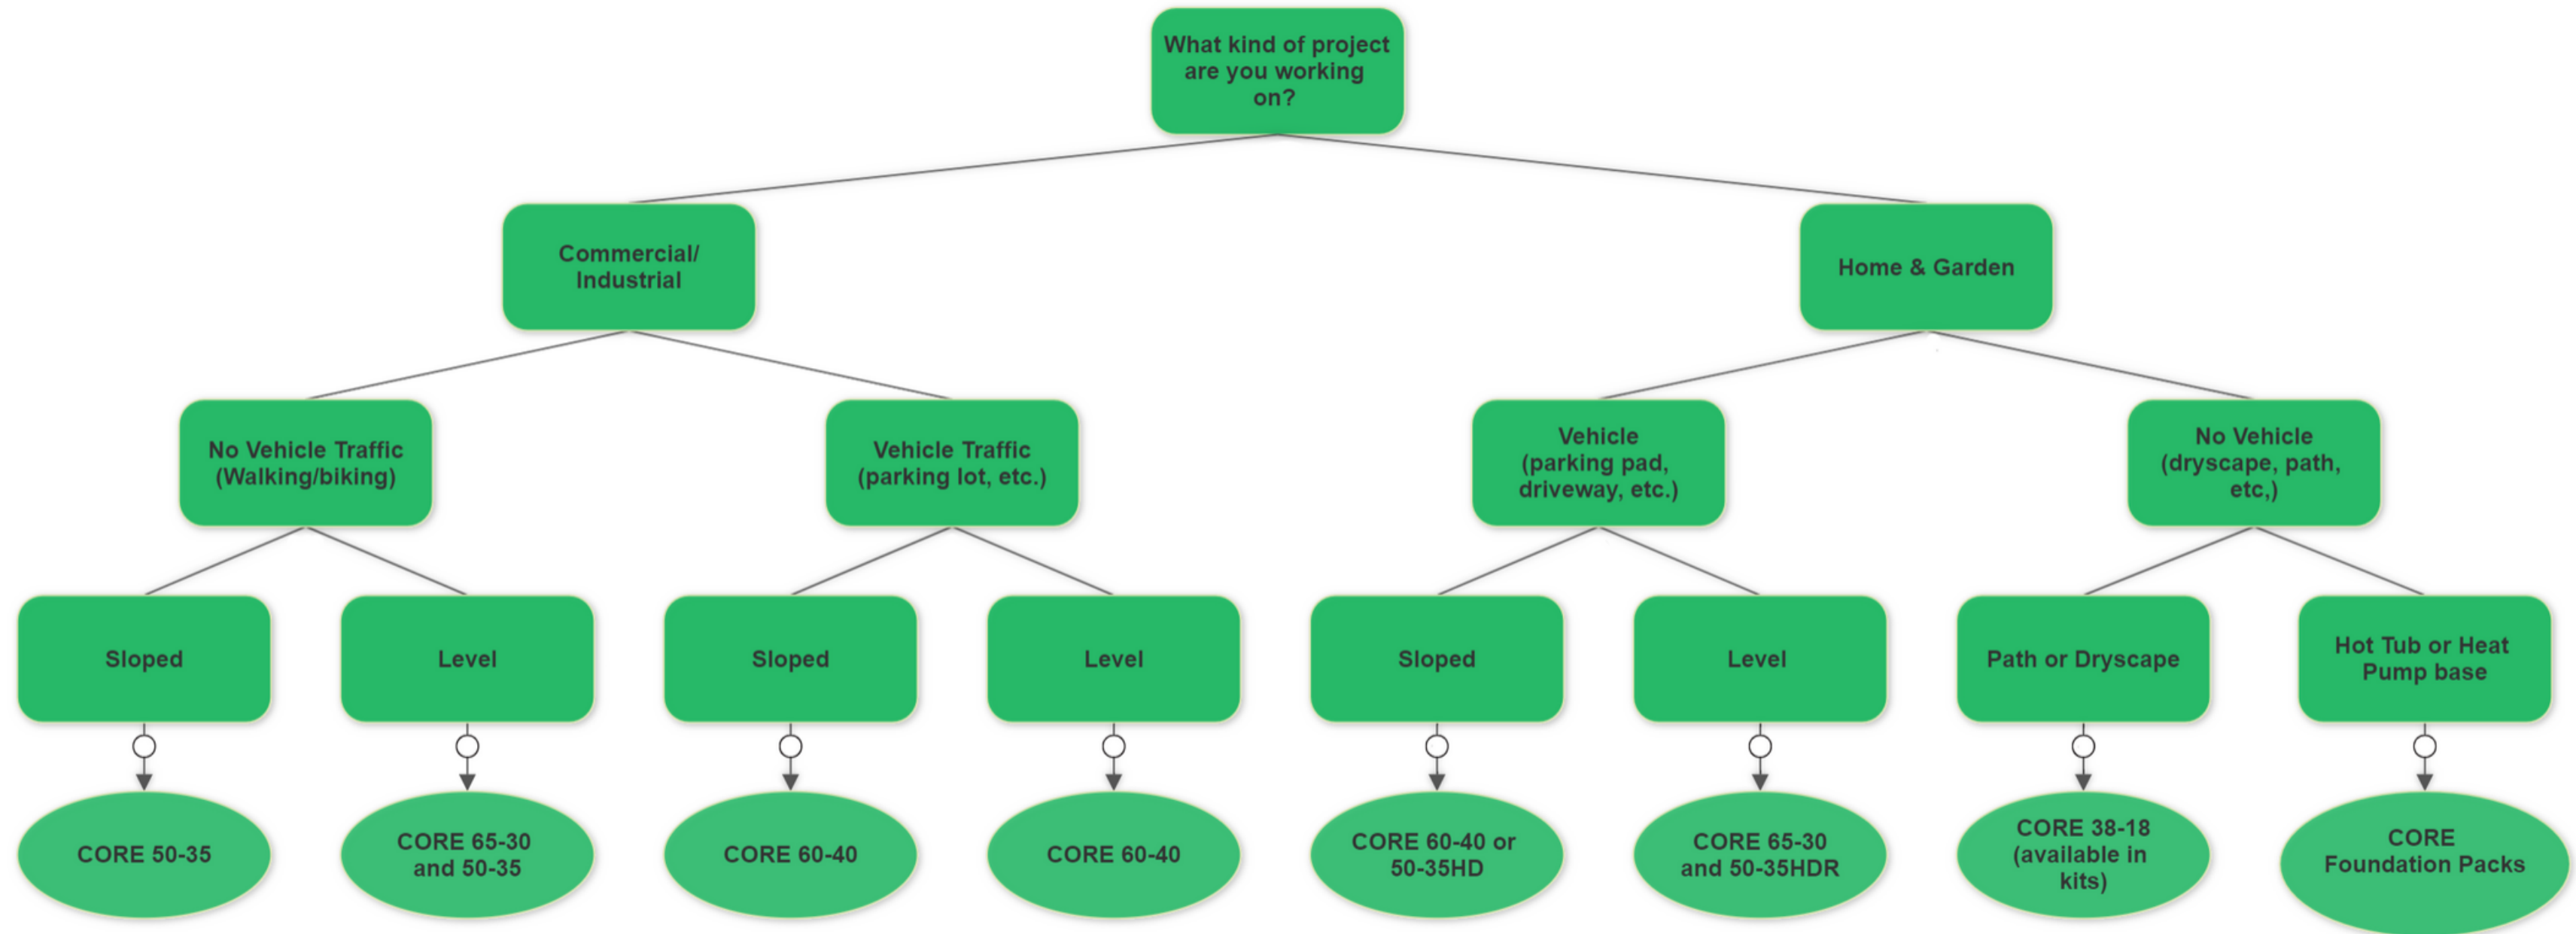 What kind of project
are you working
on?
Commercial/
Industrial
Home & Garden
No Vehicle Traffic
(Walking/biking)
Vehicle Traffic
(parking lot, etc.)
Vehicle
(parking pad,
driveway, etc.)
No Vehicle
(dryscape, path,
etc,)
Sloped
Level
Sloped
Level
Sloped
Level
Path or Dryscape
Hot Tub or Heat
Pump base
CORE 50-35
CORE 65-30
and 50-35
CORE 60-40
CORE 60-40
CORE 60-40 or
50-35HD
CORE 65-30
and 50-35HDR
CORE 38-18
(available in
kits)
CORE
Foundation Packs